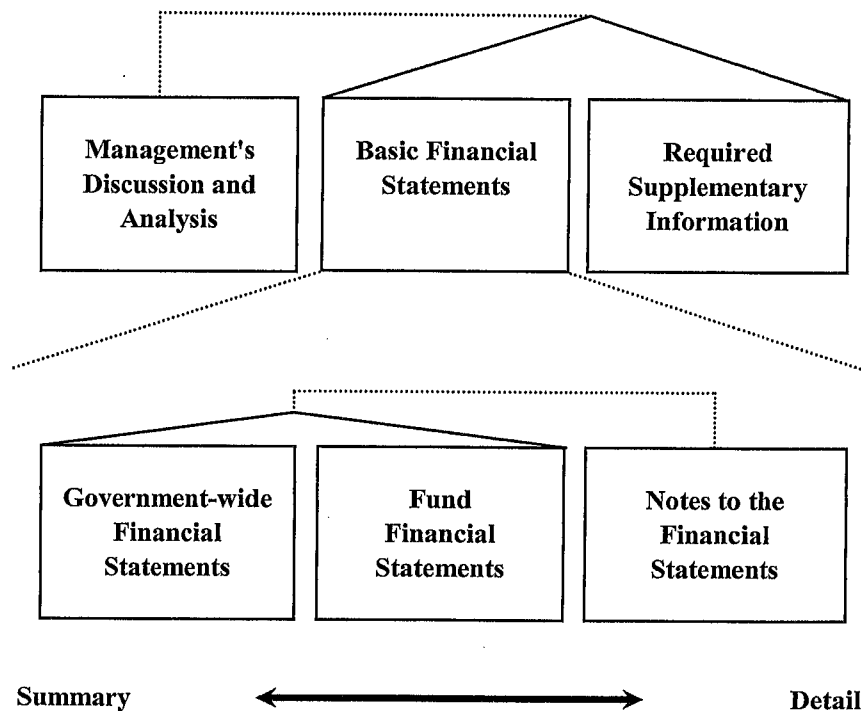 Management's
Discussion and
Analysis
Basic Financial
Statements
Required
Supplementary
Information
Government-wide
Financial
Statements
Fund
Financial
Statements
Notes to the
Financial
Statements
Summary
Detail